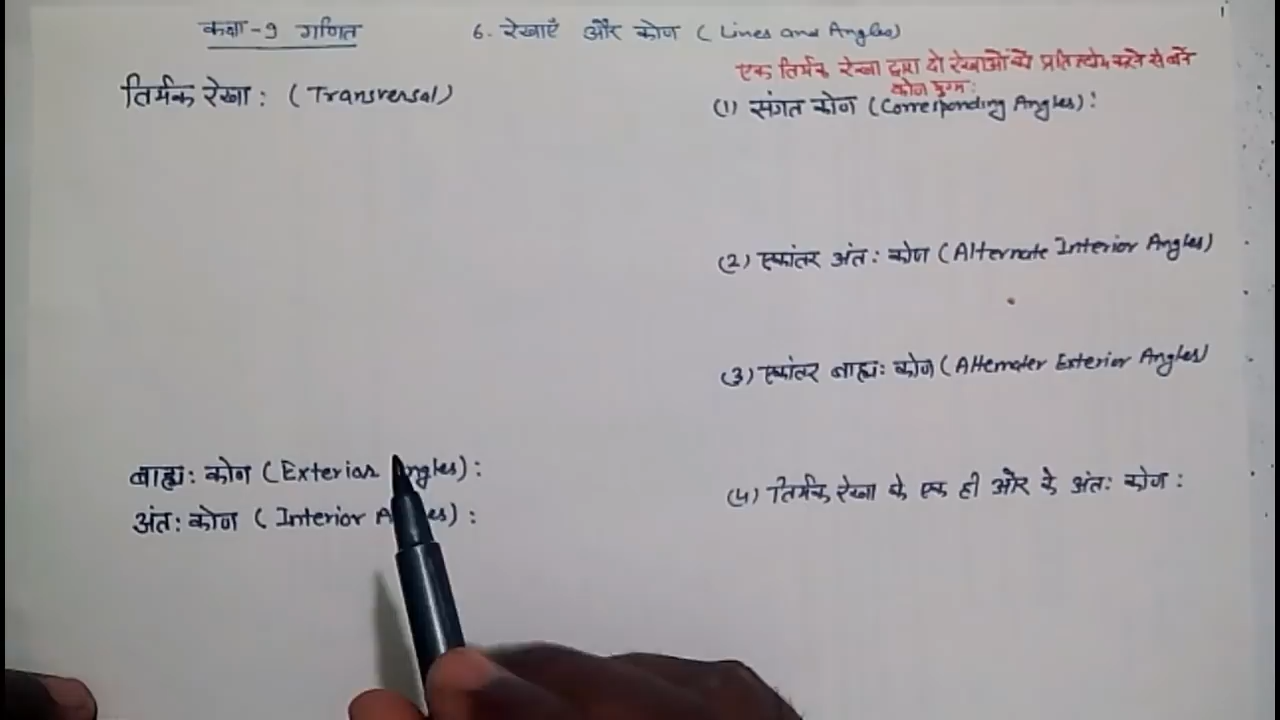 कक्षा-9 गणित
6. रेखाएँ और कोण (Lines and Angles)
तिर्यक रेखा : (Transversal)
बाह्य: कोण (Exterior Angles) :
अंत: कोण (Interior Angles) :
एक तिर्यक रेखा द्वारा दो रेखाओं को प्रतिच्छेद करने से बने
कोण युग्म :
(1) संगत कोण (Corresponding Angles) :
(2) एकांतर अंत: कोण (Alternate Interior Angles)
(3) एकांतर बाह्य: कोण (Alternater Exterior Angles)
(4) तिर्यक रेखा के एक ही ओर के अंत: कोण :